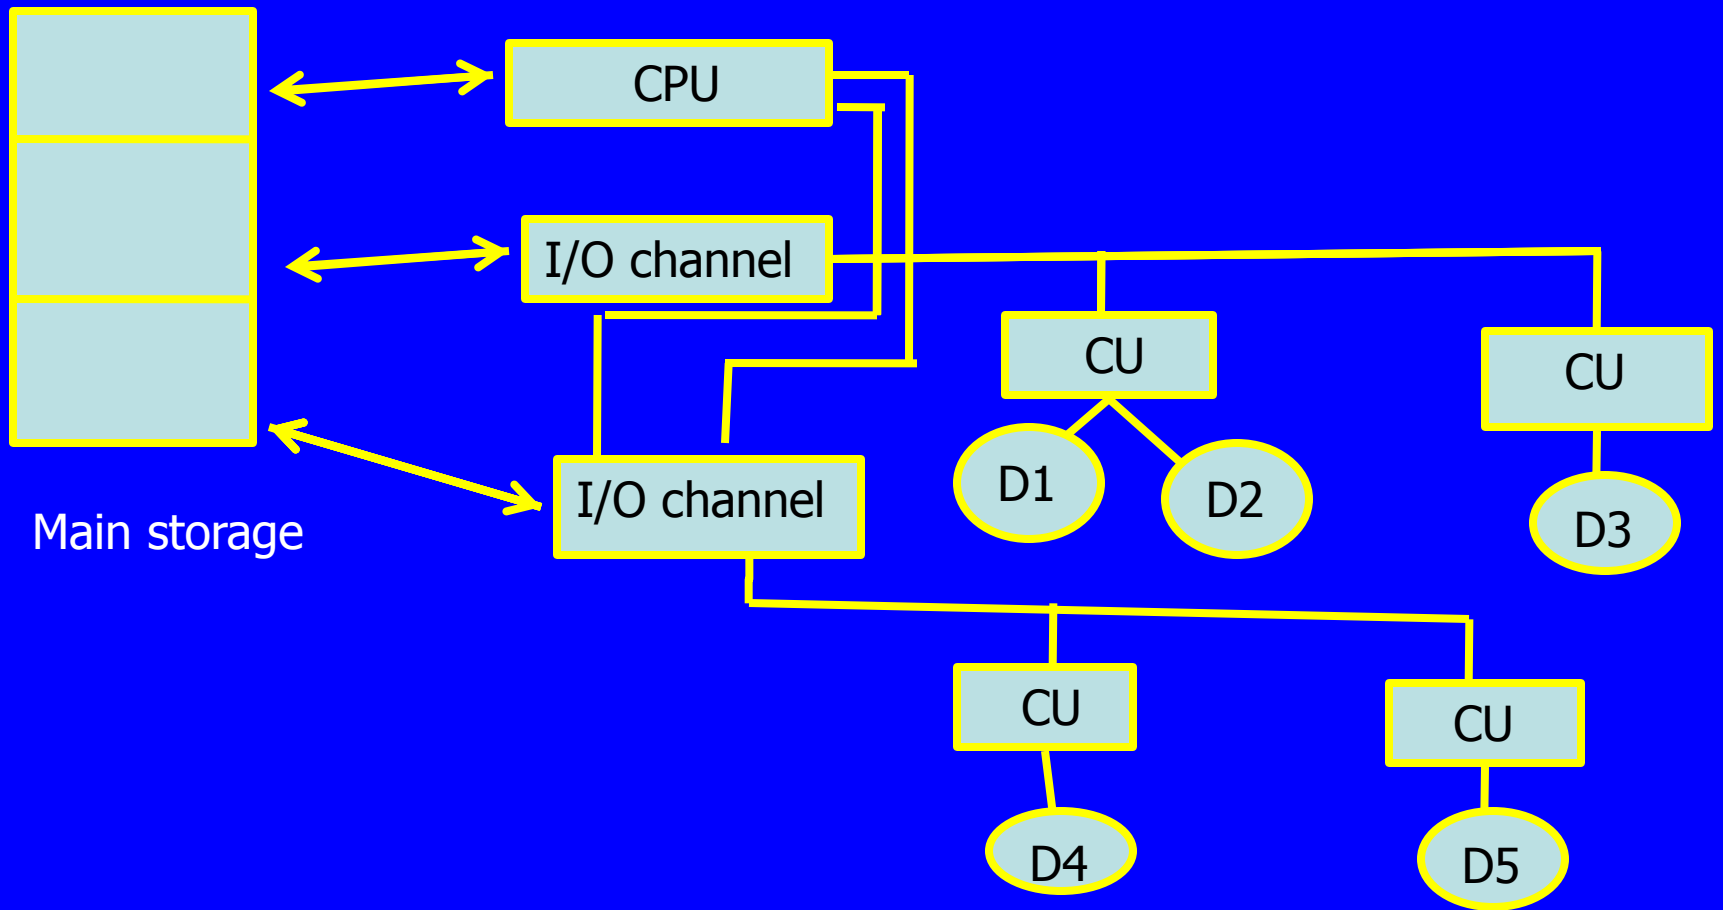 CPU
I/O channel
CU
CU
D1
D2
D3
I/O channel
Main storage
CU
CU
D4
D5